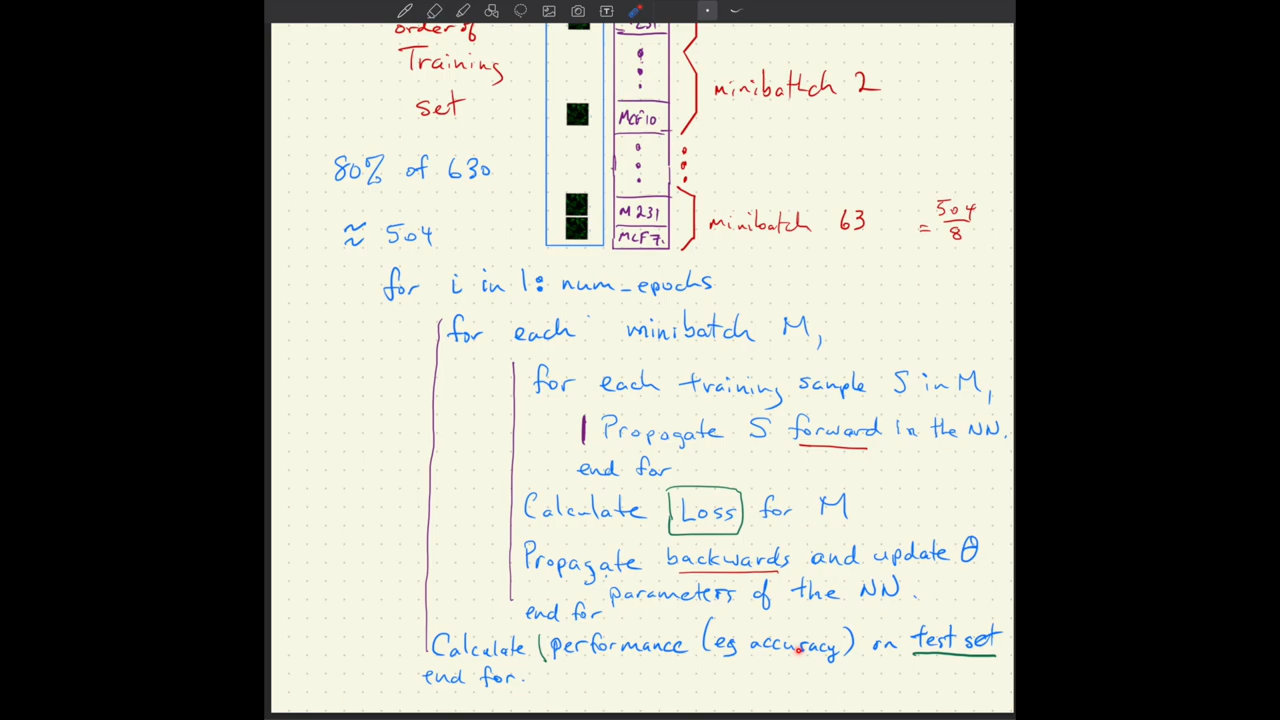 order of
Training
set
minibatch 2
MCF10
80% of 630
M231
minibatch 63 = 504/8
≈ 504
MCF7.
for i in 1: num_epochs
for each minibatch M,
for each training sample S in M,
Propagate S forward in the NN.
end for
Calculate Loss for M
Propagate backwards and update θ
parameters of the NN.
end for
Calculate performance (eg accuracy) on test set
end for.